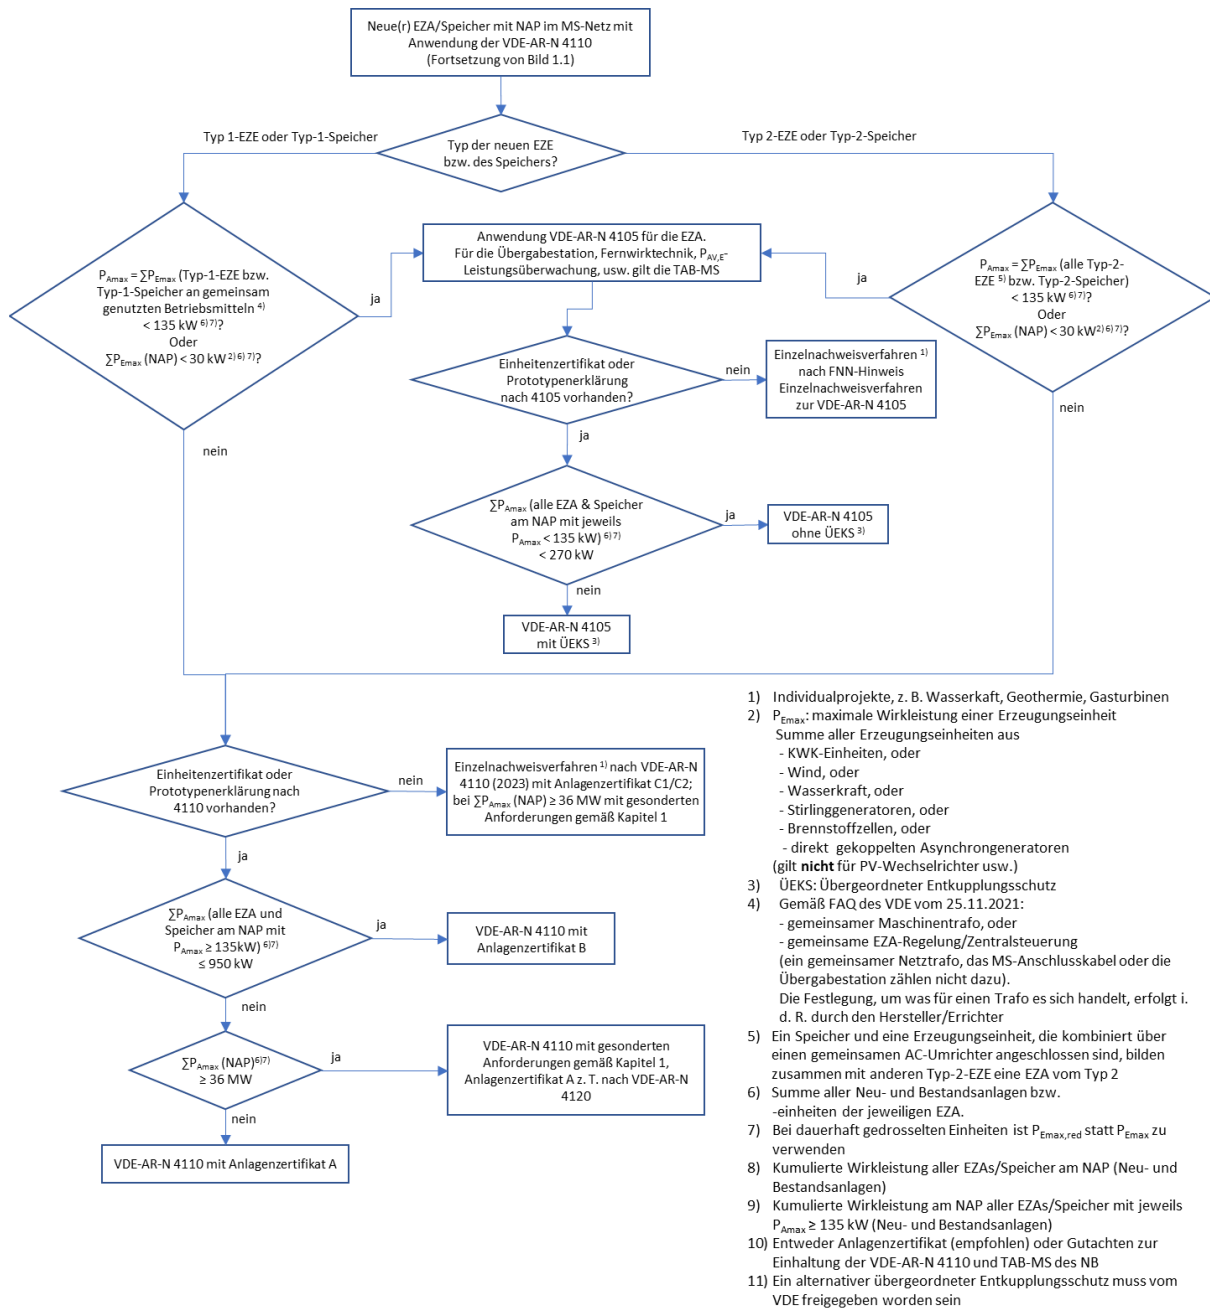 Neue(r) EZA/Speicher mit NAP im MS-Netz mit
Anwendung der VDE-AR-N 4110
(Fortsetzung von Bild 1.1)
Typ 1-EZE oder Typ-1-Speicher
Typ 2-EZE oder Typ-2-Speicher
Typ der neuen EZE
bzw. des Speichers?
P_Amax = ∑P_Emax (Typ-1-EZE bzw.
Typ-1-Speicher an gemeinsam
genutzten Betriebsmitteln 4)
< 135 kW 6) 7)?
Oder
∑P_Emax (NAP) < 30 kW 2) 6) 7)?
ja
nein
Anwendung VDE-AR-N 4105 für die EZA.
Für die Übergabestation, Fernwirktechnik, P_AV,E-
Leistungsüberwachung, usw. gilt die TAB-MS
P_Amax = ∑P_Emax (alle Typ-2-
EZE 5) bzw. Typ-2-Speicher)
< 135 kW 6) 7)?
Oder
∑P_Emax (NAP) < 30 kW 2) 6) 7)?
ja
nein
Einheitenzertifikat oder
Prototypenerklärung
nach 4105 vorhanden?
nein
Einzelnachweisverfahren 1)
nach FNN-Hinweis
Einzelnachweisverfahren
zur VDE-AR-N 4105
ja
∑P_Amax (alle EZA & Speicher
am NAP mit jeweils
P_Amax < 135 kW) 6) 7)
< 270 kW
ja
VDE-AR-N 4105
ohne ÜEKS 3)
nein
VDE-AR-N 4105
mit ÜEKS 3)
Einheitenzertifikat oder
Prototypenerklärung nach
4110 vorhanden?
nein
Einzelnachweisverfahren 1) nach VDE-AR-N
4110 (2023) mit Anlagenzertifikat C1/C2;
bei ∑P_Amax (NAP) ≥ 36 MW mit gesonderten
Anforderungen gemäß Kapitel 1
ja
∑P_Amax (alle EZA und
Speicher am NAP mit
P_Amax ≥ 135kW) 6)7)
≤ 950 kW
ja
VDE-AR-N 4110 mit
Anlagenzertifikat B
nein
∑P_Amax (NAP)6)7)
≥ 36 MW
ja
VDE-AR-N 4110 mit gesonderten
Anforderungen gemäß Kapitel 1,
Anlagenzertifikat A z. T. nach VDE-AR-N
4120
nein
VDE-AR-N 4110 mit Anlagenzertifikat A
1) Individualprojekte, z. B. Wasserkaft, Geothermie, Gasturbinen
2) P_Emax: maximale Wirkleistung einer Erzeugungseinheit
Summe aller Erzeugungseinheiten aus
- KWK-Einheiten, oder
- Wind, oder
- Wasserkraft, oder
- Stirlinggeneratoren, oder
- Brennstoffzellen, oder
- direkt gekoppelten Asynchrongeneratoren
(gilt nicht für PV-Wechselrichter usw.)
3) ÜEKS: Übergeordneter Entkupplungsschutz
4) Gemäß FAQ des VDE vom 25.11.2021:
- gemeinsamer Maschinentrafo, oder
- gemeinsame EZA-Regelung/Zentralsteuerung
(ein gemeinsamer Netztrafo, das MS-Anschlusskabel oder die
Übergabestation zählen nicht dazu).
Die Festlegung, um was für einen Trafo es sich handelt, erfolgt i.
d. R. durch den Hersteller/Errichter
5) Ein Speicher und eine Erzeugungseinheit, die kombiniert über
einen gemeinsamen AC-Umrichter angeschlossen sind, bilden
zusammen mit anderen Typ-2-EZE eine EZA vom Typ 2
6) Summe aller Neu- und Bestandsanlagen bzw.
-einheiten der jeweiligen EZA.
7) Bei dauerhaft gedrosselten Einheiten ist P_Emax,red statt P_Emax zu
verwenden
8) Kumulierte Wirkleistung aller EZAs/Speicher am NAP (Neu- und
Bestandsanlagen)
9) Kumulierte Wirkleistung am NAP aller EZAs/Speicher mit jeweils
P_Amax ≥ 135 kW (Neu- und Bestandsanlagen)
10) Entweder Anlagenzertifikat (empfohlen) oder Gutachten zur
Einhaltung der VDE-AR-N 4110 und TAB-MS des NB
11) Ein alternativer übergeordneter Entkupplungsschutz muss vom
VDE freigegeben worden sein